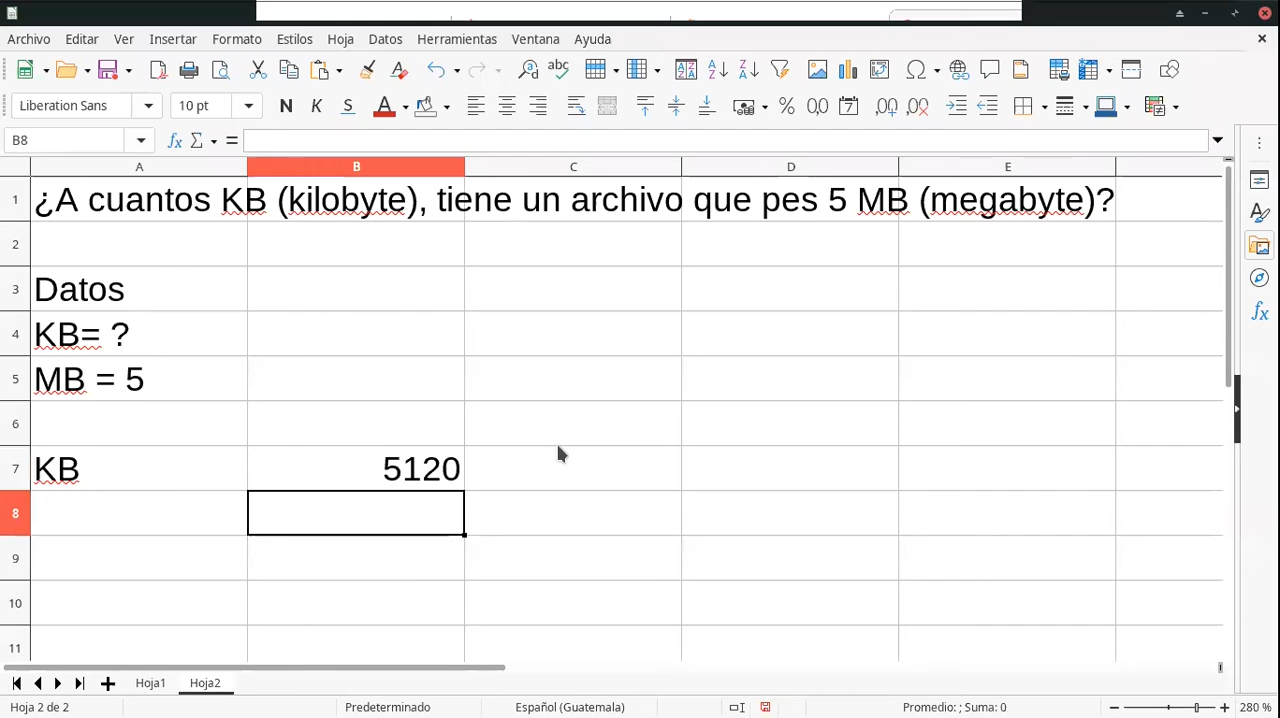 Archivo Editar Ver Insertar Formato Estilos Hoja Datos Herramientas Ventana Ayuda
Liberation Sans 10 pt N K S A
B8 fx Σ =
A B C D E
1 ¿A cuantos KB (kilobyte), tiene un archivo que pes 5 MB (megabyte)?
2
3 Datos
4 KB= ?
5 MB = 5
6
7 KB 5120
8
9
10
11
Hoja1 Hoja2
Hoja 2 de 2 Predeterminado Español (Guatemala) Promedio: ; Suma: 0 280 %